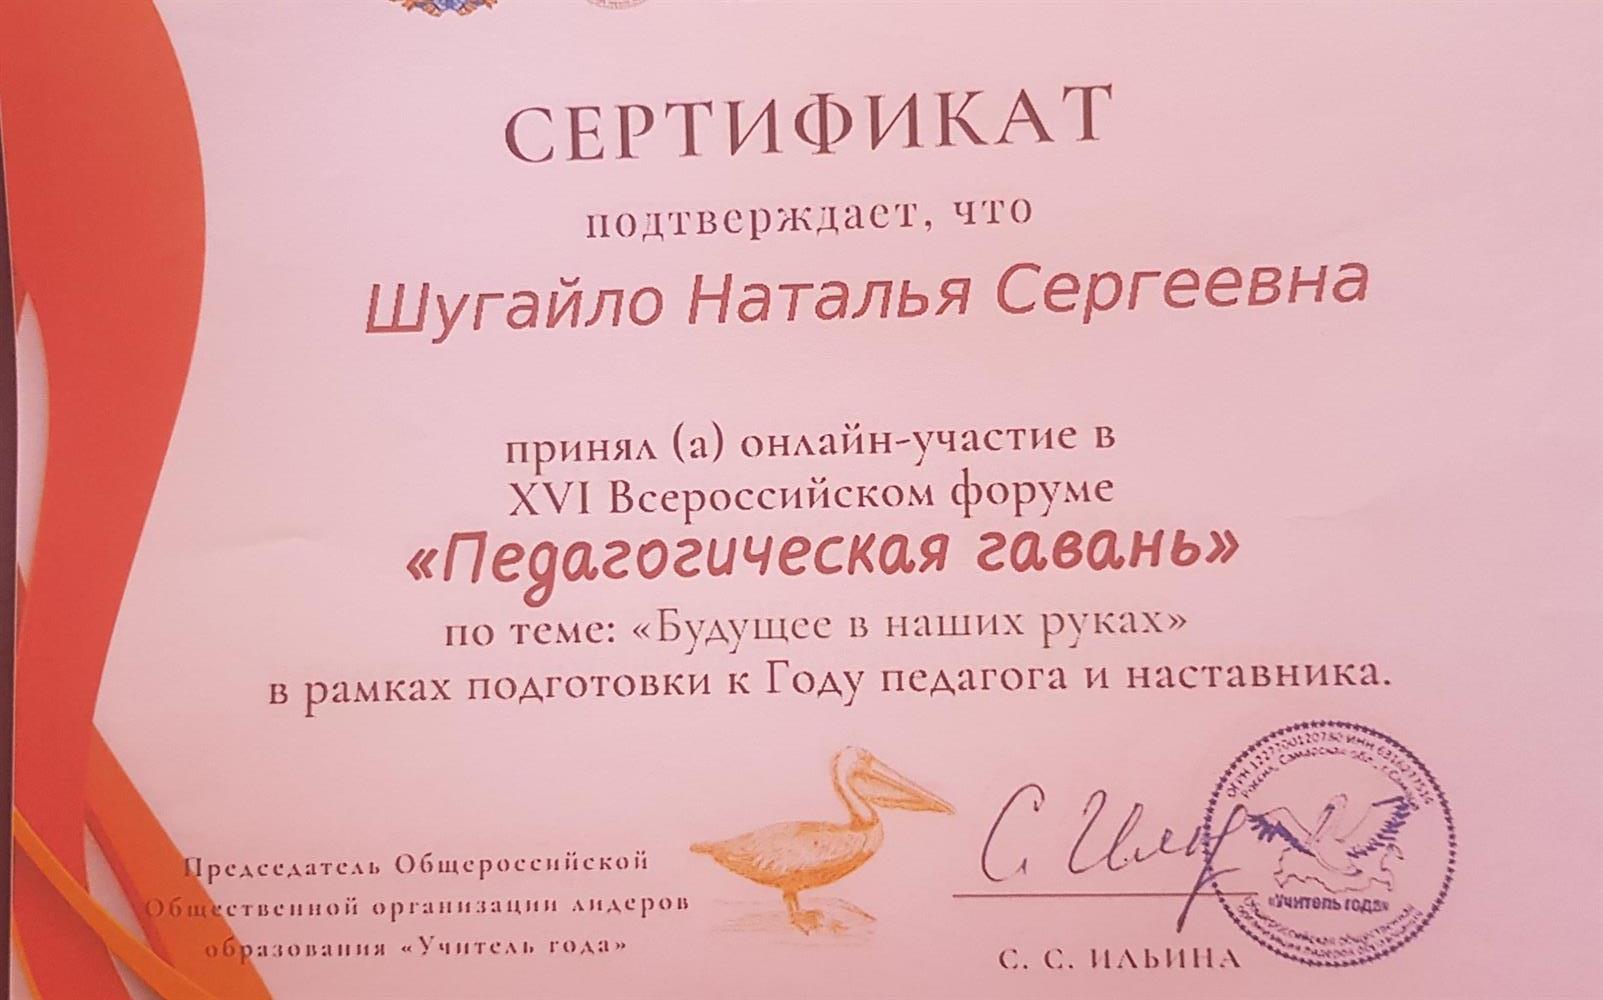 СЕРТИФИКАТ
подтверждает, что
Шугайло Наталья Сергеевна
принял (а) онлайн-участие в
XVI Всероссийском форуме
«Педагогическая гавань»
по теме: «Будущее в наших руках»
в рамках подготовки к Году педагога и наставника.
Председатель Общероссийской
Общественной организации лидеров
образования «Учитель года»
С. С. ИЛЬИНА
«Учитель года»